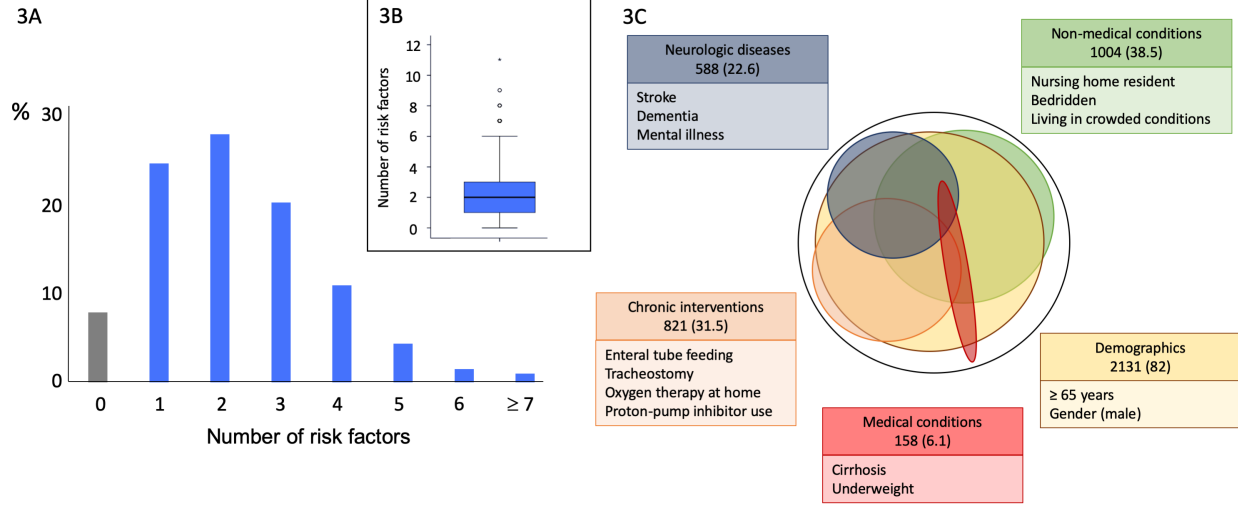 3A
%
30
20
10
0
0 1 2 3 4 5 6 ≥ 7
Number of risk factors
3B
Number of risk factors
12
10
8
6
4
2
0
3C
Neurologic diseases
588 (22.6)
Stroke
Dementia
Mental illness
Non-medical conditions
1004 (38.5)
Nursing home resident
Bedridden
Living in crowded conditions
Chronic interventions
821 (31.5)
Enteral tube feeding
Tracheostomy
Oxygen therapy at home
Proton-pump inhibitor use
Demographics
2131 (82)
≥ 65 years
Gender (male)
Medical conditions
158 (6.1)
Cirrhosis
Underweight